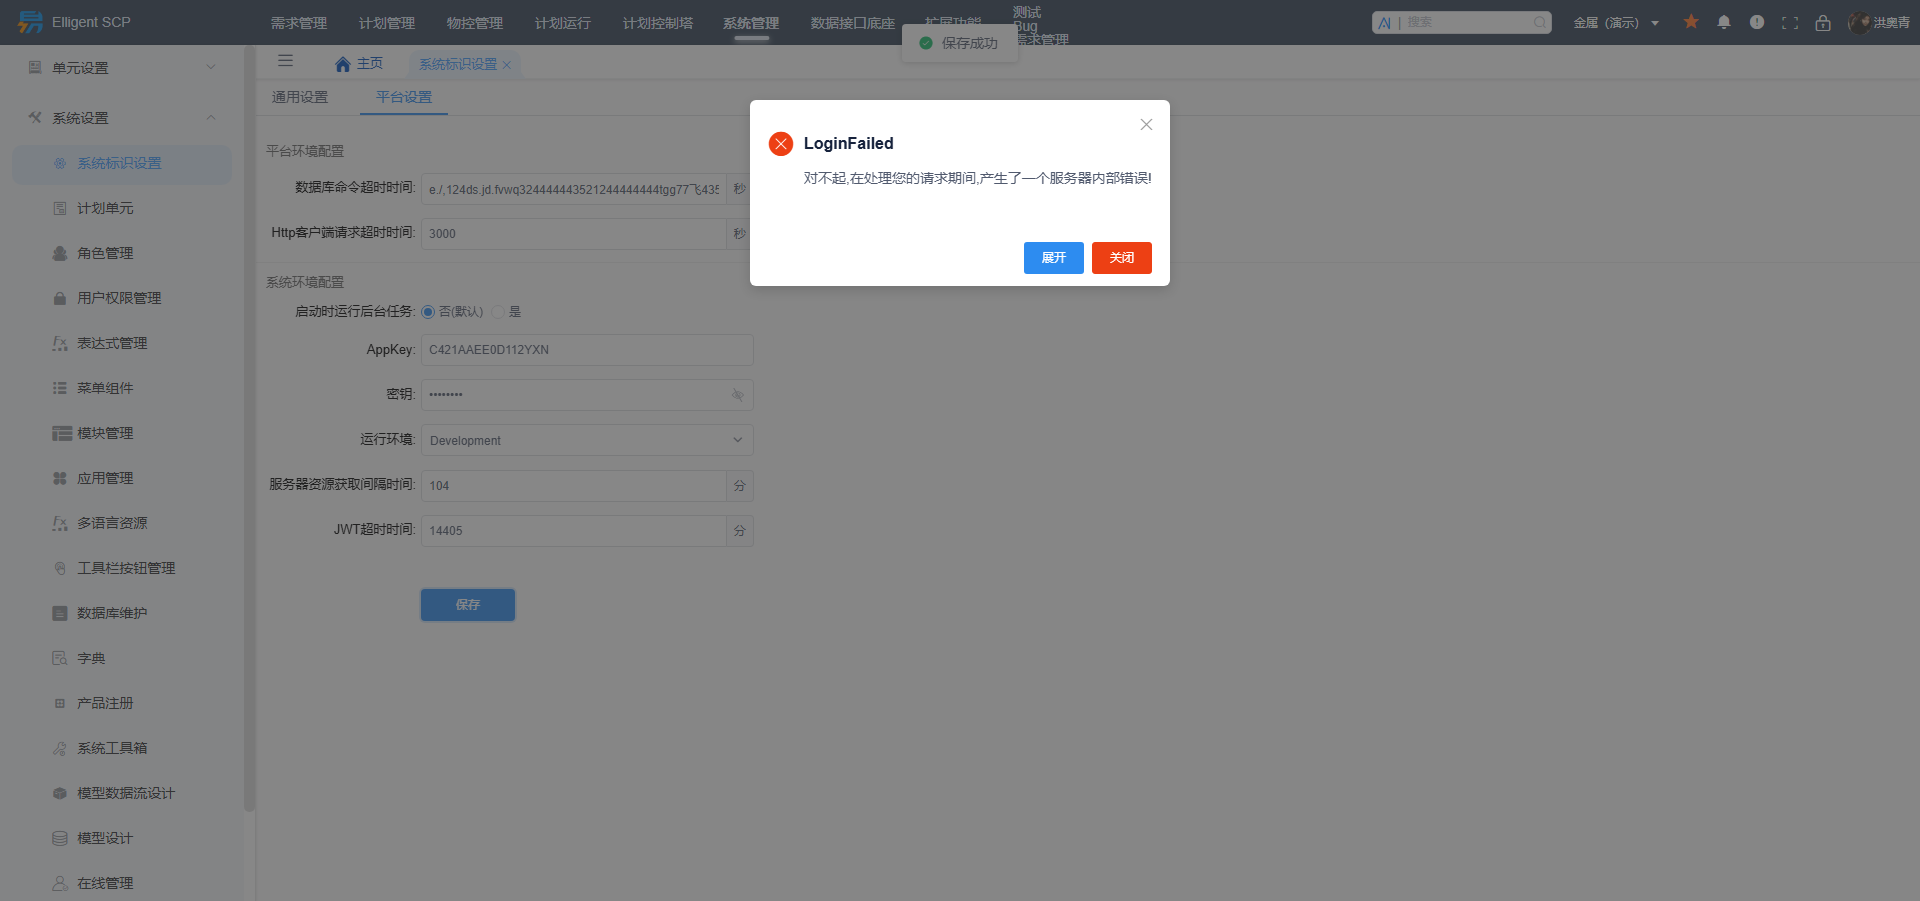 Elligent SCP
需求管理
计划管理
物控管理
计划运行
计划控制塔
系统管理
数据接口底座
扩展功能
测试
Bug
需求管理
AI | 搜索
金属（演示）
洪奥青
保存成功
单元设置
系统设置
系统标识设置
计划单元
角色管理
用户权限管理
表达式管理
菜单组件
模块管理
应用管理
多语言资源
工具栏按钮管理
数据库维护
字典
产品注册
系统工具箱
模型数据流设计
模型设计
在线管理
主页
系统标识设置
通用设置
平台设置
平台环境配置
数据库命令超时时间: e./,124ds.jd.fvwq324444443521244444444tgg77飞435 秒
Http客户端请求超时时间: 3000 秒
系统环境配置
启动时运行后台任务: 否(默认) 是
AppKey: C421AAEE0D112YXN
密钥: ••••••••
运行环境: Development
服务器资源获取间隔时间: 104 分
JWT超时时间: 14405 分
保存
LoginFailed
对不起,在处理您的请求期间,产生了一个服务器内部错误!
展开
关闭